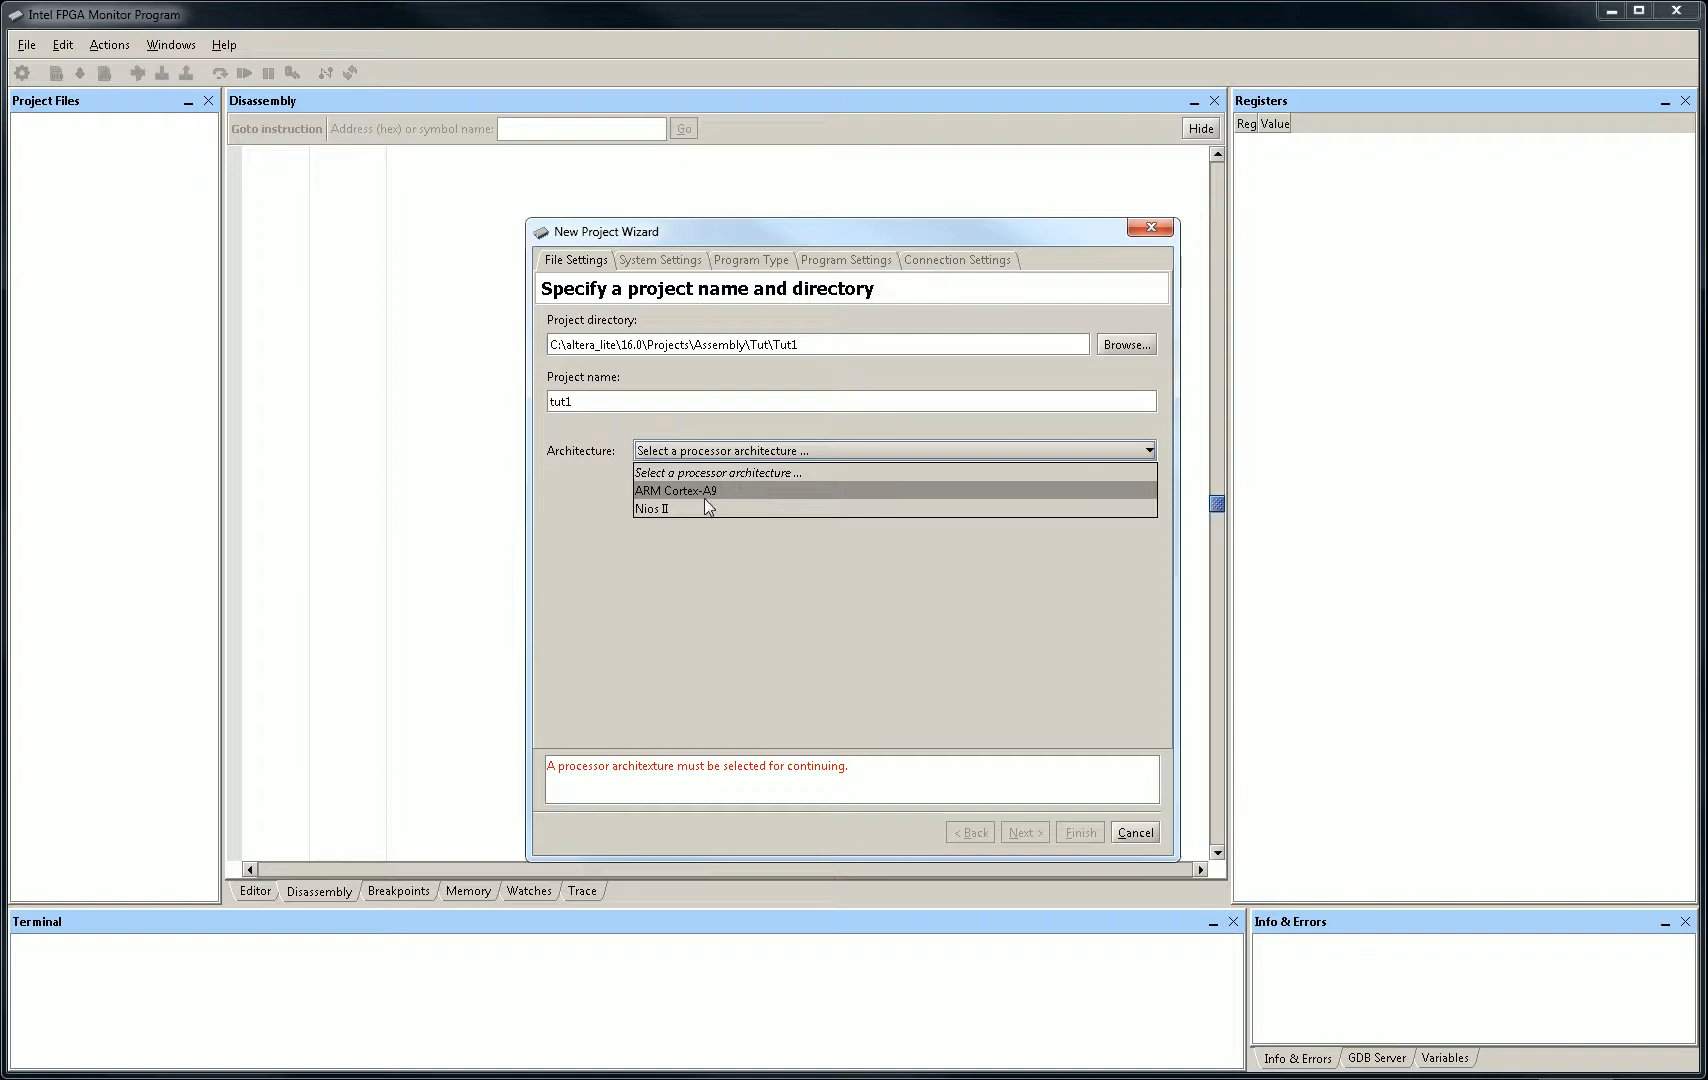 Intel FPGA Monitor Program
File Edit Actions Windows Help
Project Files
Disassembly
Registers
Goto instruction Address (hex) or symbol name: Go Hide
Reg Value
New Project Wizard
File Settings System Settings Program Type Program Settings Connection Settings
Specify a project name and directory
Project directory:
C:\altera_lite\16.0\Projects\Assembly\Tut\Tut1 Browse...
Project name:
tut1
Architecture: Select a processor architecture ...
Select a processor architecture ...
ARM Cortex-A9
Nios II
A processor architexture must be selected for continuing.
< Back Next > Finish Cancel
Editor Disassembly Breakpoints Memory Watches Trace
Terminal
Info & Errors
Info & Errors GDB Server Variables